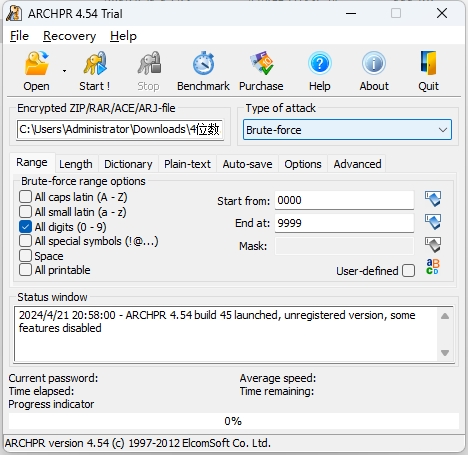 ARCHPR 4.54 Trial
File Recovery Help
Open Start ! Stop Benchmark Purchase Help About Quit
Encrypted ZIP/RAR/ACE/ARJ-file Type of attack
C:\Users\Administrator\Downloads\4位数 Brute-force
Range Length Dictionary Plain-text Auto-save Options Advanced
Brute-force range options
All caps latin (A - Z)
All small latin (a - z)
All digits (0 - 9)
All special symbols (!@...)
Space
All printable
Start from: 0000
End at: 9999
Mask:
User-defined
aBCD
Status window
2024/4/21 20:58:00 - ARCHPR 4.54 build 45 launched, unregistered version, some
features disabled
Current password: Average speed:
Time elapsed: Time remaining:
Progress indicator
0%
ARCHPR version 4.54 (c) 1997-2012 ElcomSoft Co. Ltd.